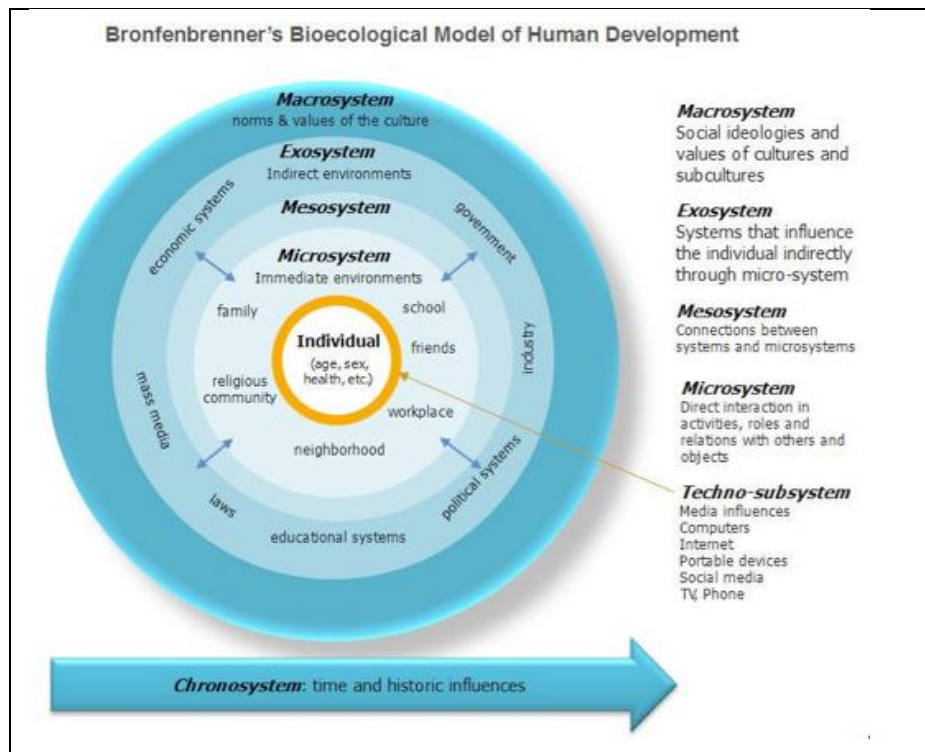 Bronfenbrenner's Bioecological Model of Human Development
Macrosystem
norms & values of the culture
Exosystem
Indirect environments
Mesosystem
Microsystem
Immediate environments
economic systems
government
family
school
Individual
(age, sex,
health, etc.)
friends
industry
religious
community
workplace
mass media
neighborhood
political systems
laws
educational systems
Macrosystem
Social ideologies and
values of cultures and
subcultures
Exosystem
Systems that influence
the individual indirectly
through micro-system
Mesosystem
Connections between
systems and microsystems
Microsystem
Direct interaction in
activities, roles and
relations with others and
objects
Techno-subsystem
Media influences
Computers
Internet
Portable devices
Social media
TV, Phone
Chronosystem: time and historic influences